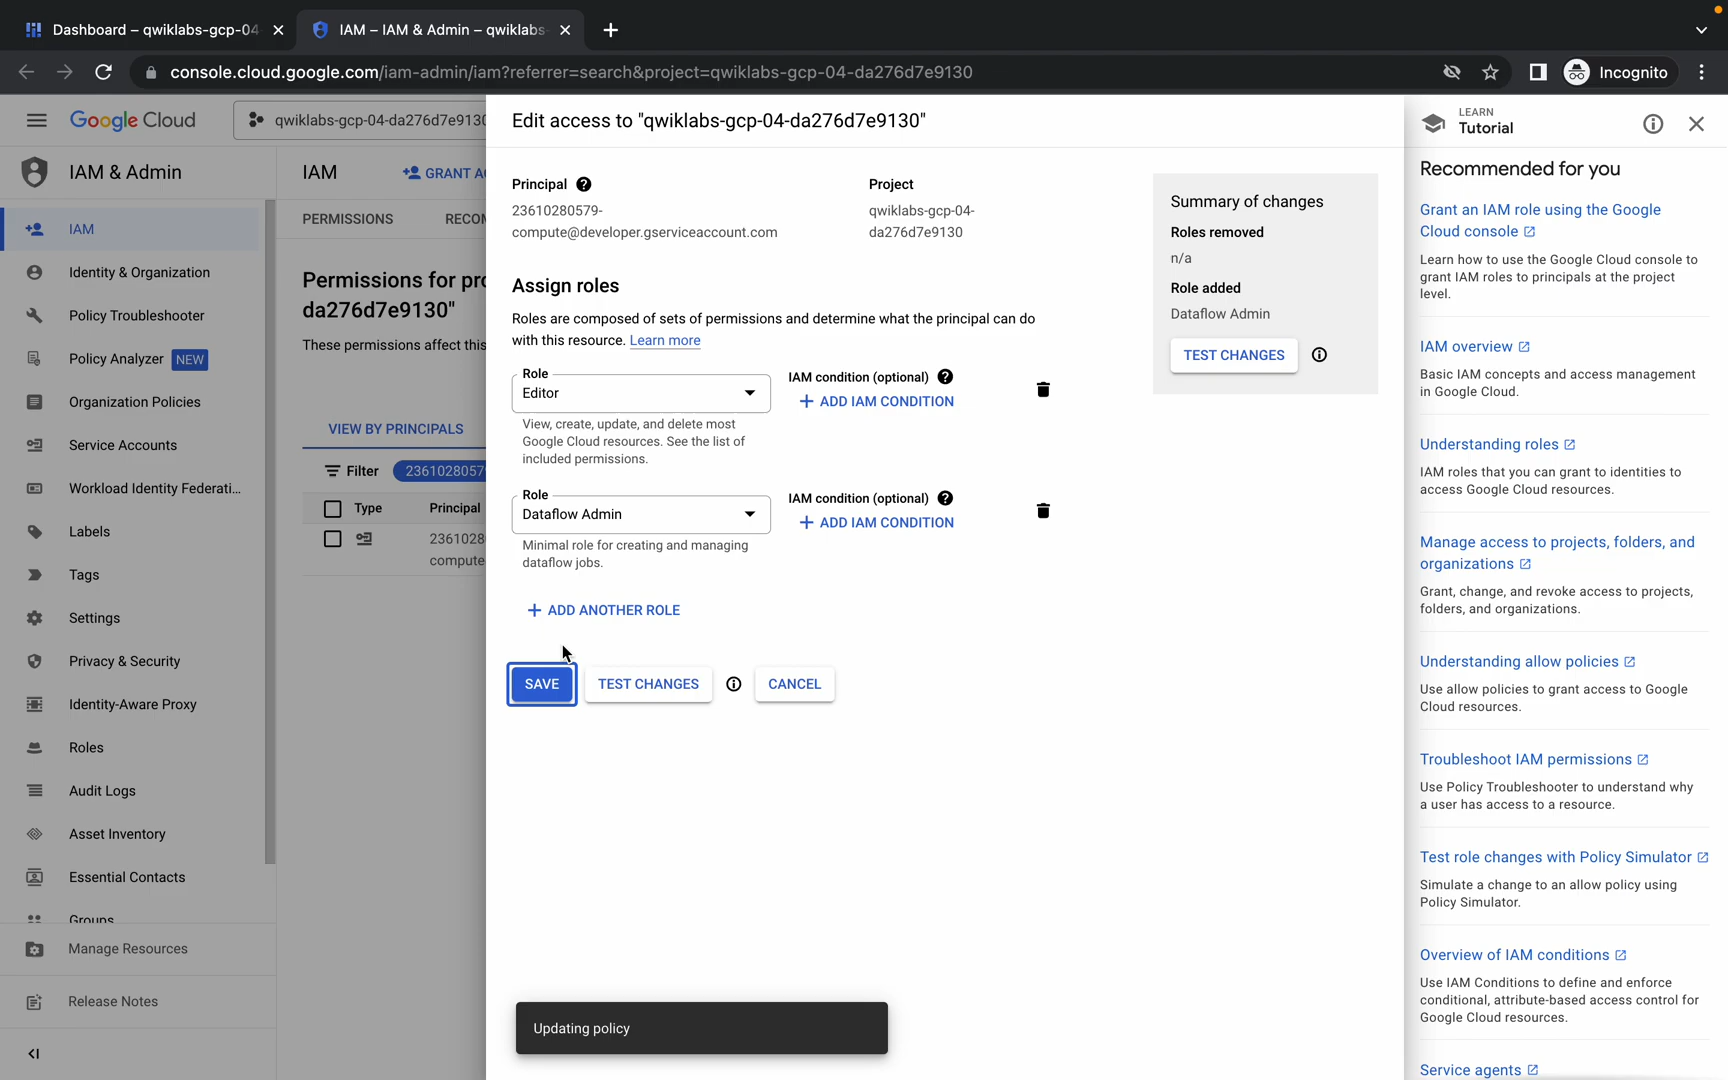 Dashboard – qwiklabs-gcp-04
IAM – IAM & Admin – qwiklabs-
console.cloud.google.com/iam-admin/iam?referrer=search&project=qwiklabs-gcp-04-da276d7e9130
Incognito
Google Cloud
qwiklabs-gcp-04-da276d7e9130
IAM & Admin
IAM
Identity & Organization
Policy Troubleshooter
Policy Analyzer NEW
Organization Policies
Service Accounts
Workload Identity Federati...
Labels
Tags
Settings
Privacy & Security
Identity-Aware Proxy
Roles
Audit Logs
Asset Inventory
Essential Contacts
Groups
Manage Resources
Release Notes
IAM
GRANT AC
PERMISSIONS
RECOM
Permissions for pro
da276d7e9130"
These permissions affect this
VIEW BY PRINCIPALS
Filter
2361028057
Type
Principal
2361028
compute
Edit access to "qwiklabs-gcp-04-da276d7e9130"
Principal
23610280579-
compute@developer.gserviceaccount.com
Project
qwiklabs-gcp-04-
da276d7e9130
Assign roles
Roles are composed of sets of permissions and determine what the principal can do
with this resource. Learn more
Role
Editor
View, create, update, and delete most
Google Cloud resources. See the list of
included permissions.
IAM condition (optional)
ADD IAM CONDITION
Role
Dataflow Admin
Minimal role for creating and managing
dataflow jobs.
IAM condition (optional)
ADD IAM CONDITION
ADD ANOTHER ROLE
SAVE
TEST CHANGES
CANCEL
Updating policy
Summary of changes
Roles removed
n/a
Role added
Dataflow Admin
TEST CHANGES
LEARN
Tutorial
Recommended for you
Grant an IAM role using the Google
Cloud console
Learn how to use the Google Cloud console to
grant IAM roles to principals at the project
level.
IAM overview
Basic IAM concepts and access management
in Google Cloud.
Understanding roles
IAM roles that you can grant to identities to
access Google Cloud resources.
Manage access to projects, folders, and
organizations
Grant, change, and revoke access to projects,
folders, and organizations.
Understanding allow policies
Use allow policies to grant access to Google
Cloud resources.
Troubleshoot IAM permissions
Use Policy Troubleshooter to understand why
a user has access to a resource.
Test role changes with Policy Simulator
Simulate a change to an allow policy using
Policy Simulator.
Overview of IAM conditions
Use IAM Conditions to define and enforce
conditional, attribute-based access control for
Google Cloud resources.
Service agents